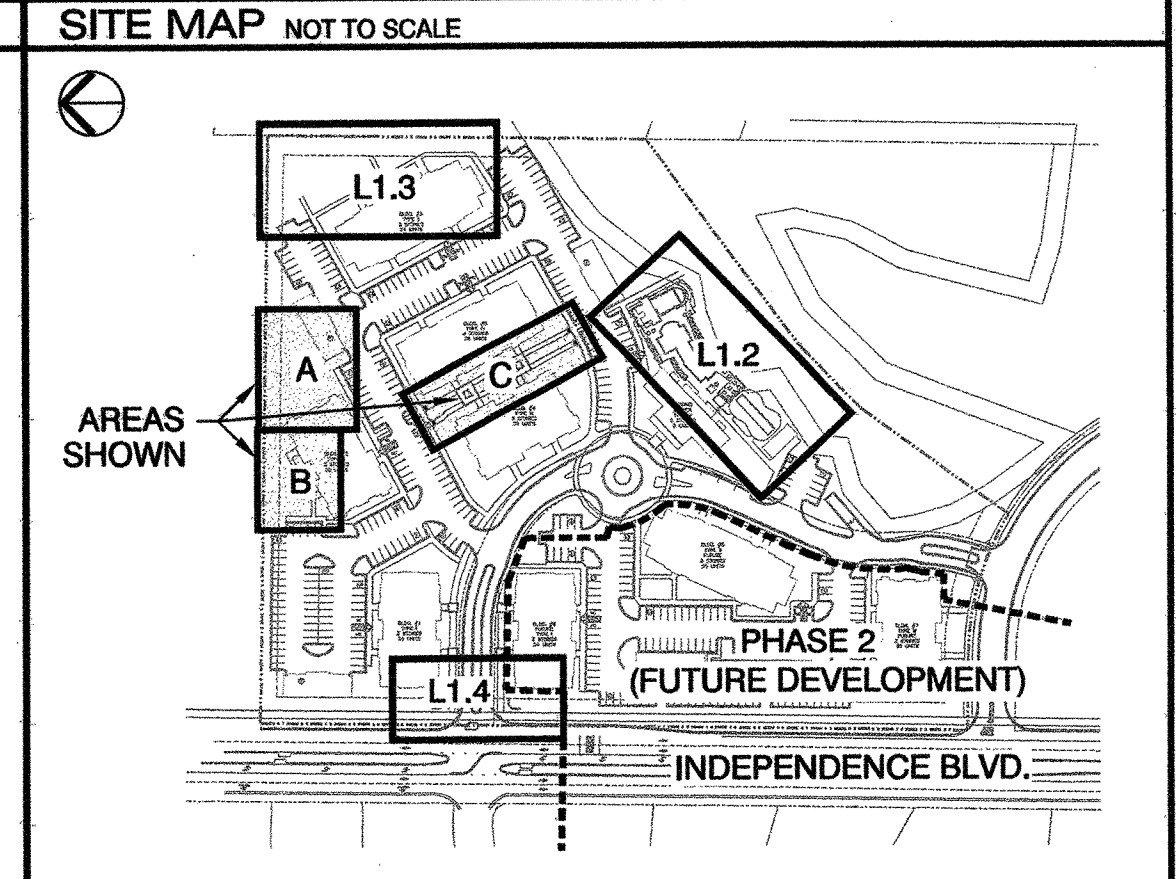 SITE MAP NOT TO SCALE
L1.3
A
C
L1.2
AREAS
SHOWN
B
PHASE 2
(FUTURE DEVELOPMENT)
L1.4
INDEPENDENCE BLVD.